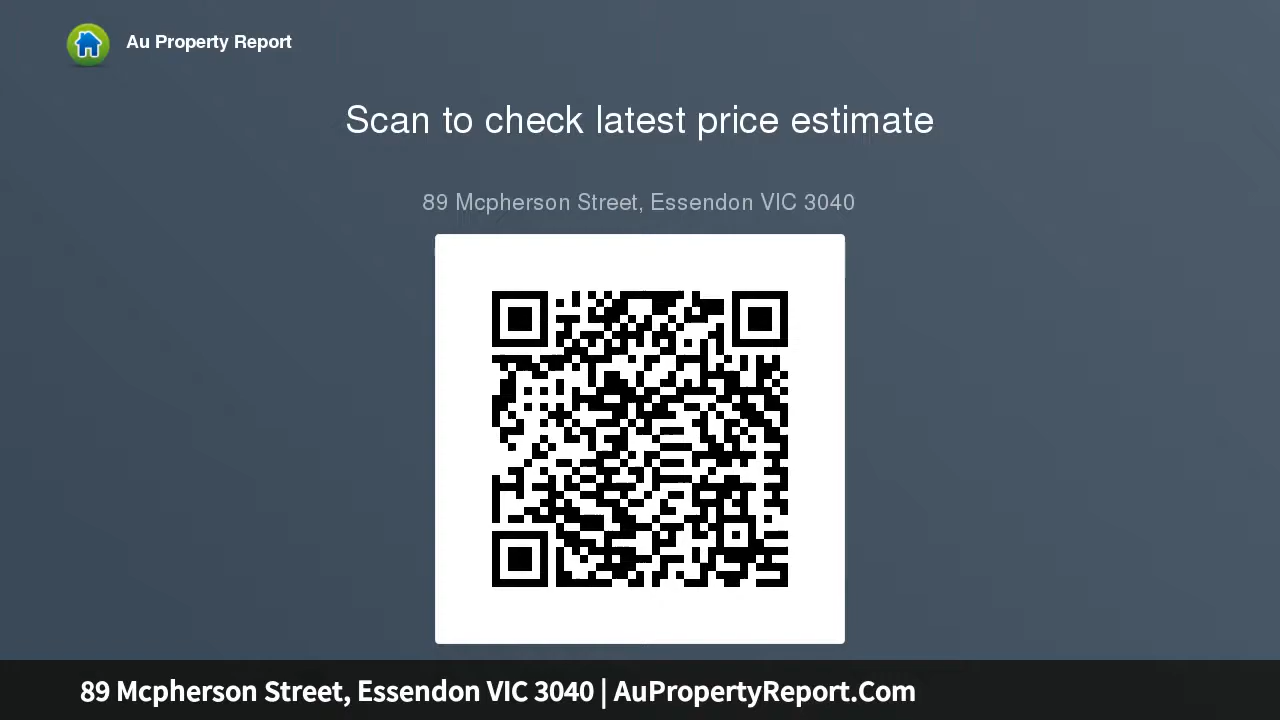 Au Property Report
Scan to check latest price estimate
89 Mcpherson Street, Essendon VIC 3040
89 Mcpherson Street, Essendon VIC 3040 | AuPropertyReport.Com